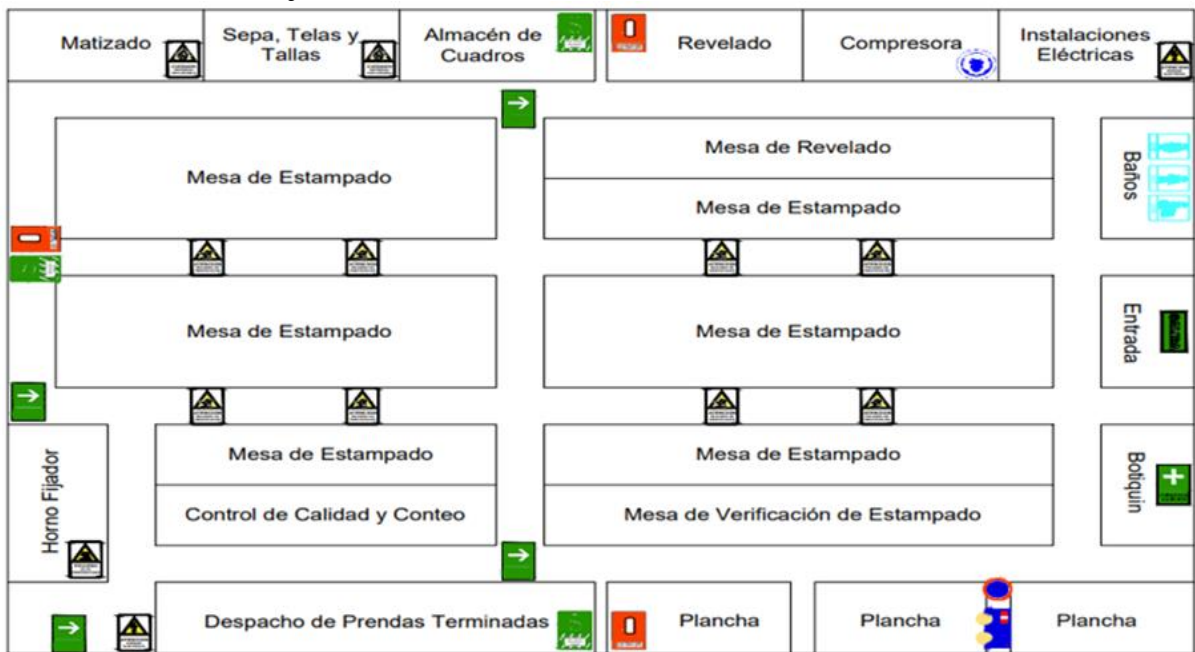 Matizado
Sepa, Telas y
Tallas
Almacén de
Cuadros
S
Revelado
Compresora
Instalaciones
Eléctricas
Mesa de Estampado
Mesa de Revelado
Mesa de Estampado
Baños
Mesa de Estampado
Mesa de Estampado
Entrada
Horno Fijador
Mesa de Estampado
Control de Calidad y Conteo
Mesa de Estampado
Mesa de Verificación de Estampado
Botiquin
Despacho de Prendas Terminadas
S
Plancha
Plancha
Plancha